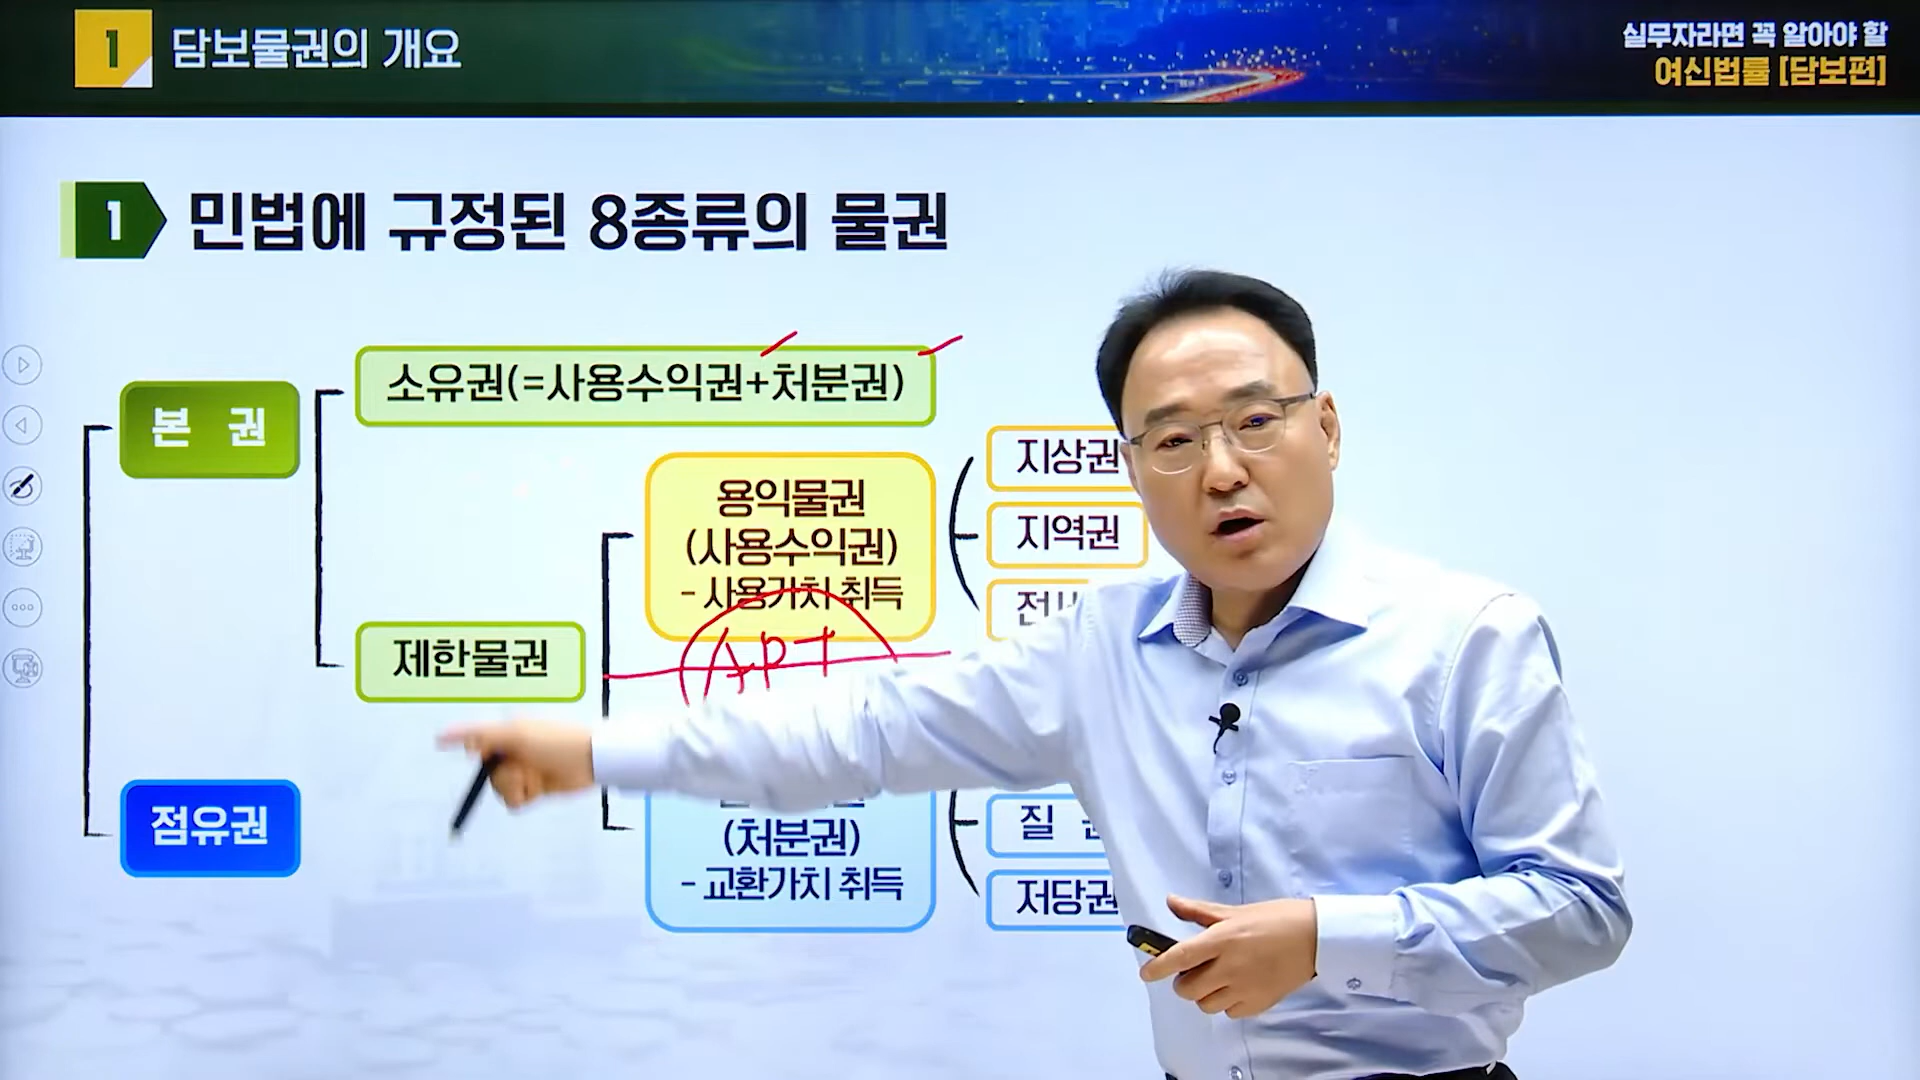 1 담보물권의 개요
실무자라면 꼭 알아야 할
여신법률 [담보편]
1 민법에 규정된 8종류의 물권
본 권
소유권(=사용수익권+처분권)
용익물권
(사용수익권)
- 사용가치 취득
지상권
지역권
제한물권
APT
점유권
(처분권)
- 교환가치 취득
질
저당권